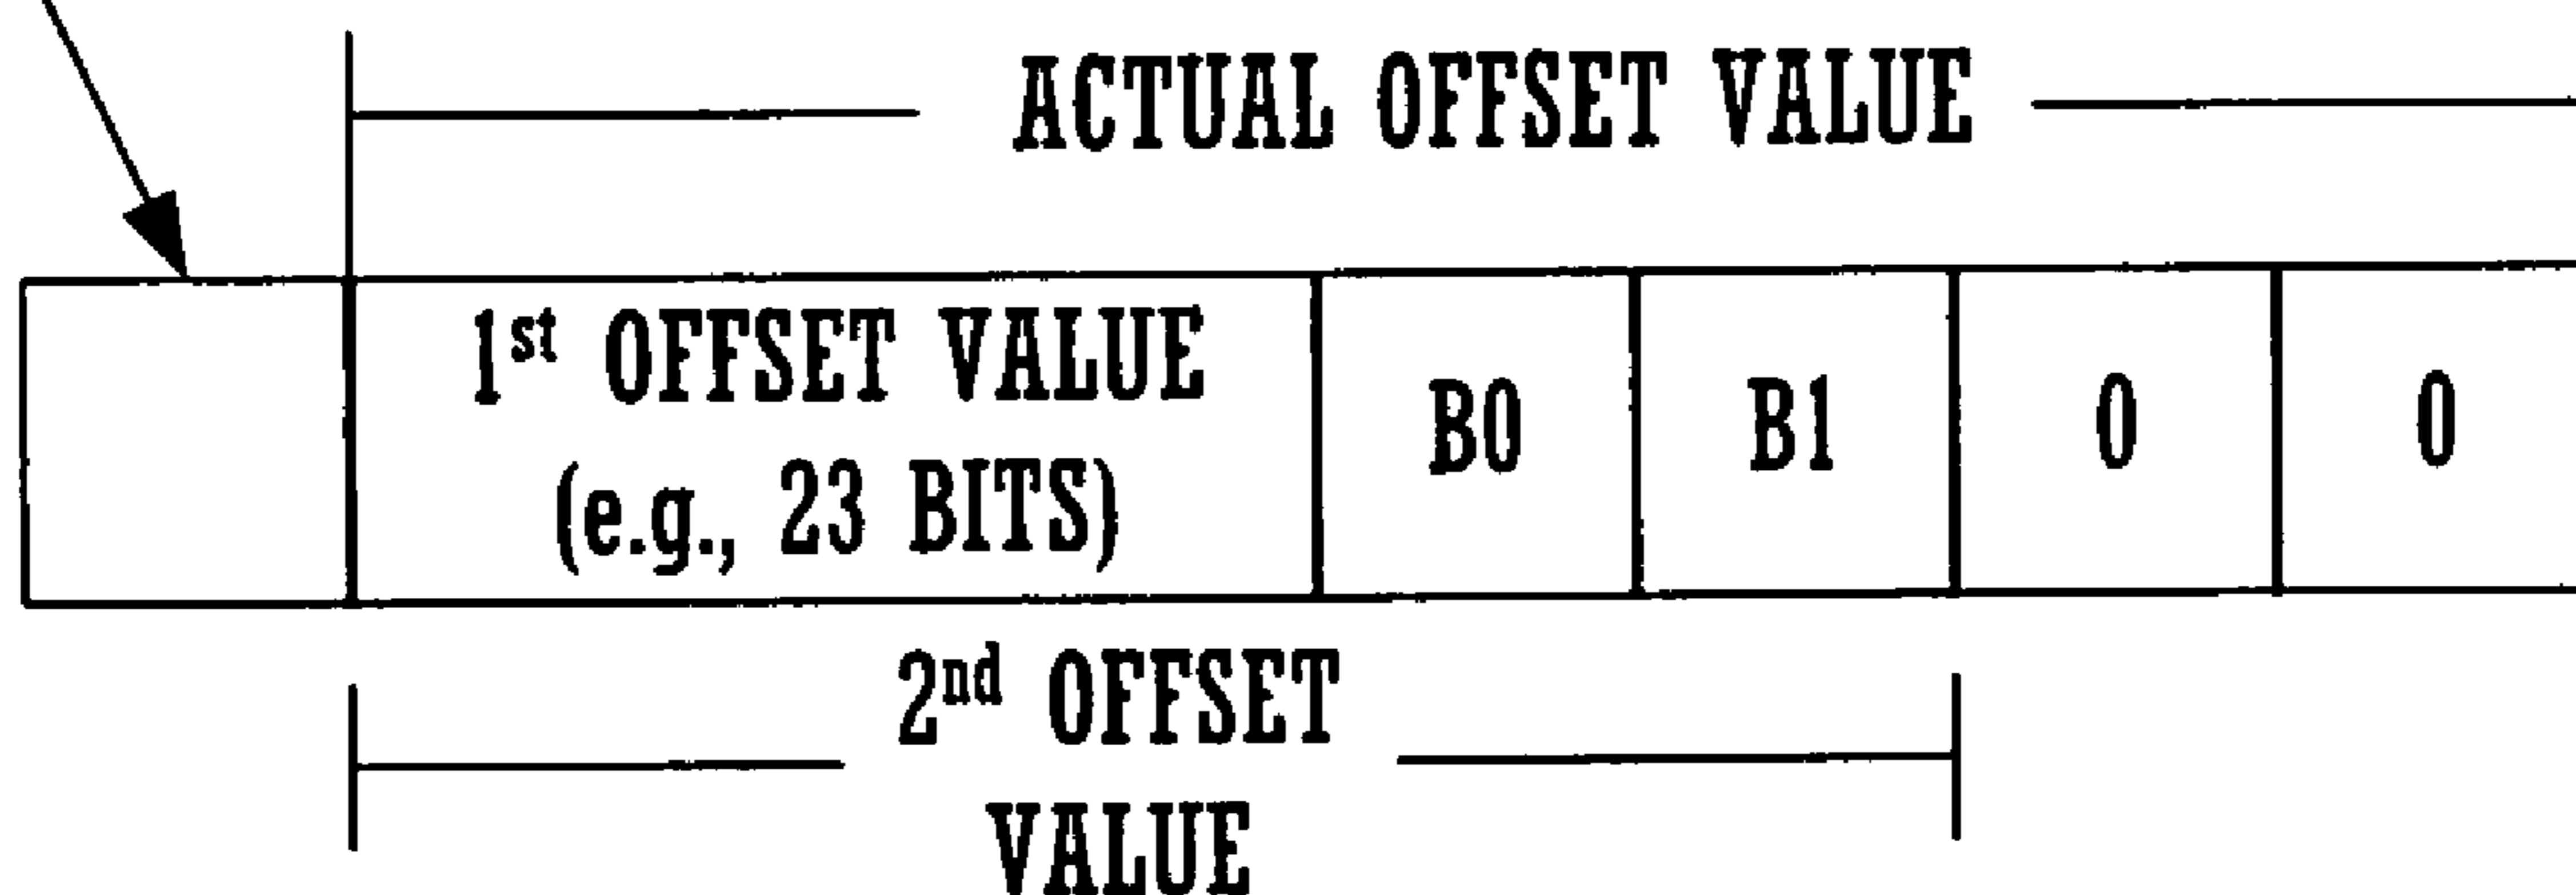 ACTUAL OFFSET VALUE
1st OFFSET VALUE
(e.g., 23 BITS)
B0
B1
0
0
2nd OFFSET
VALUE